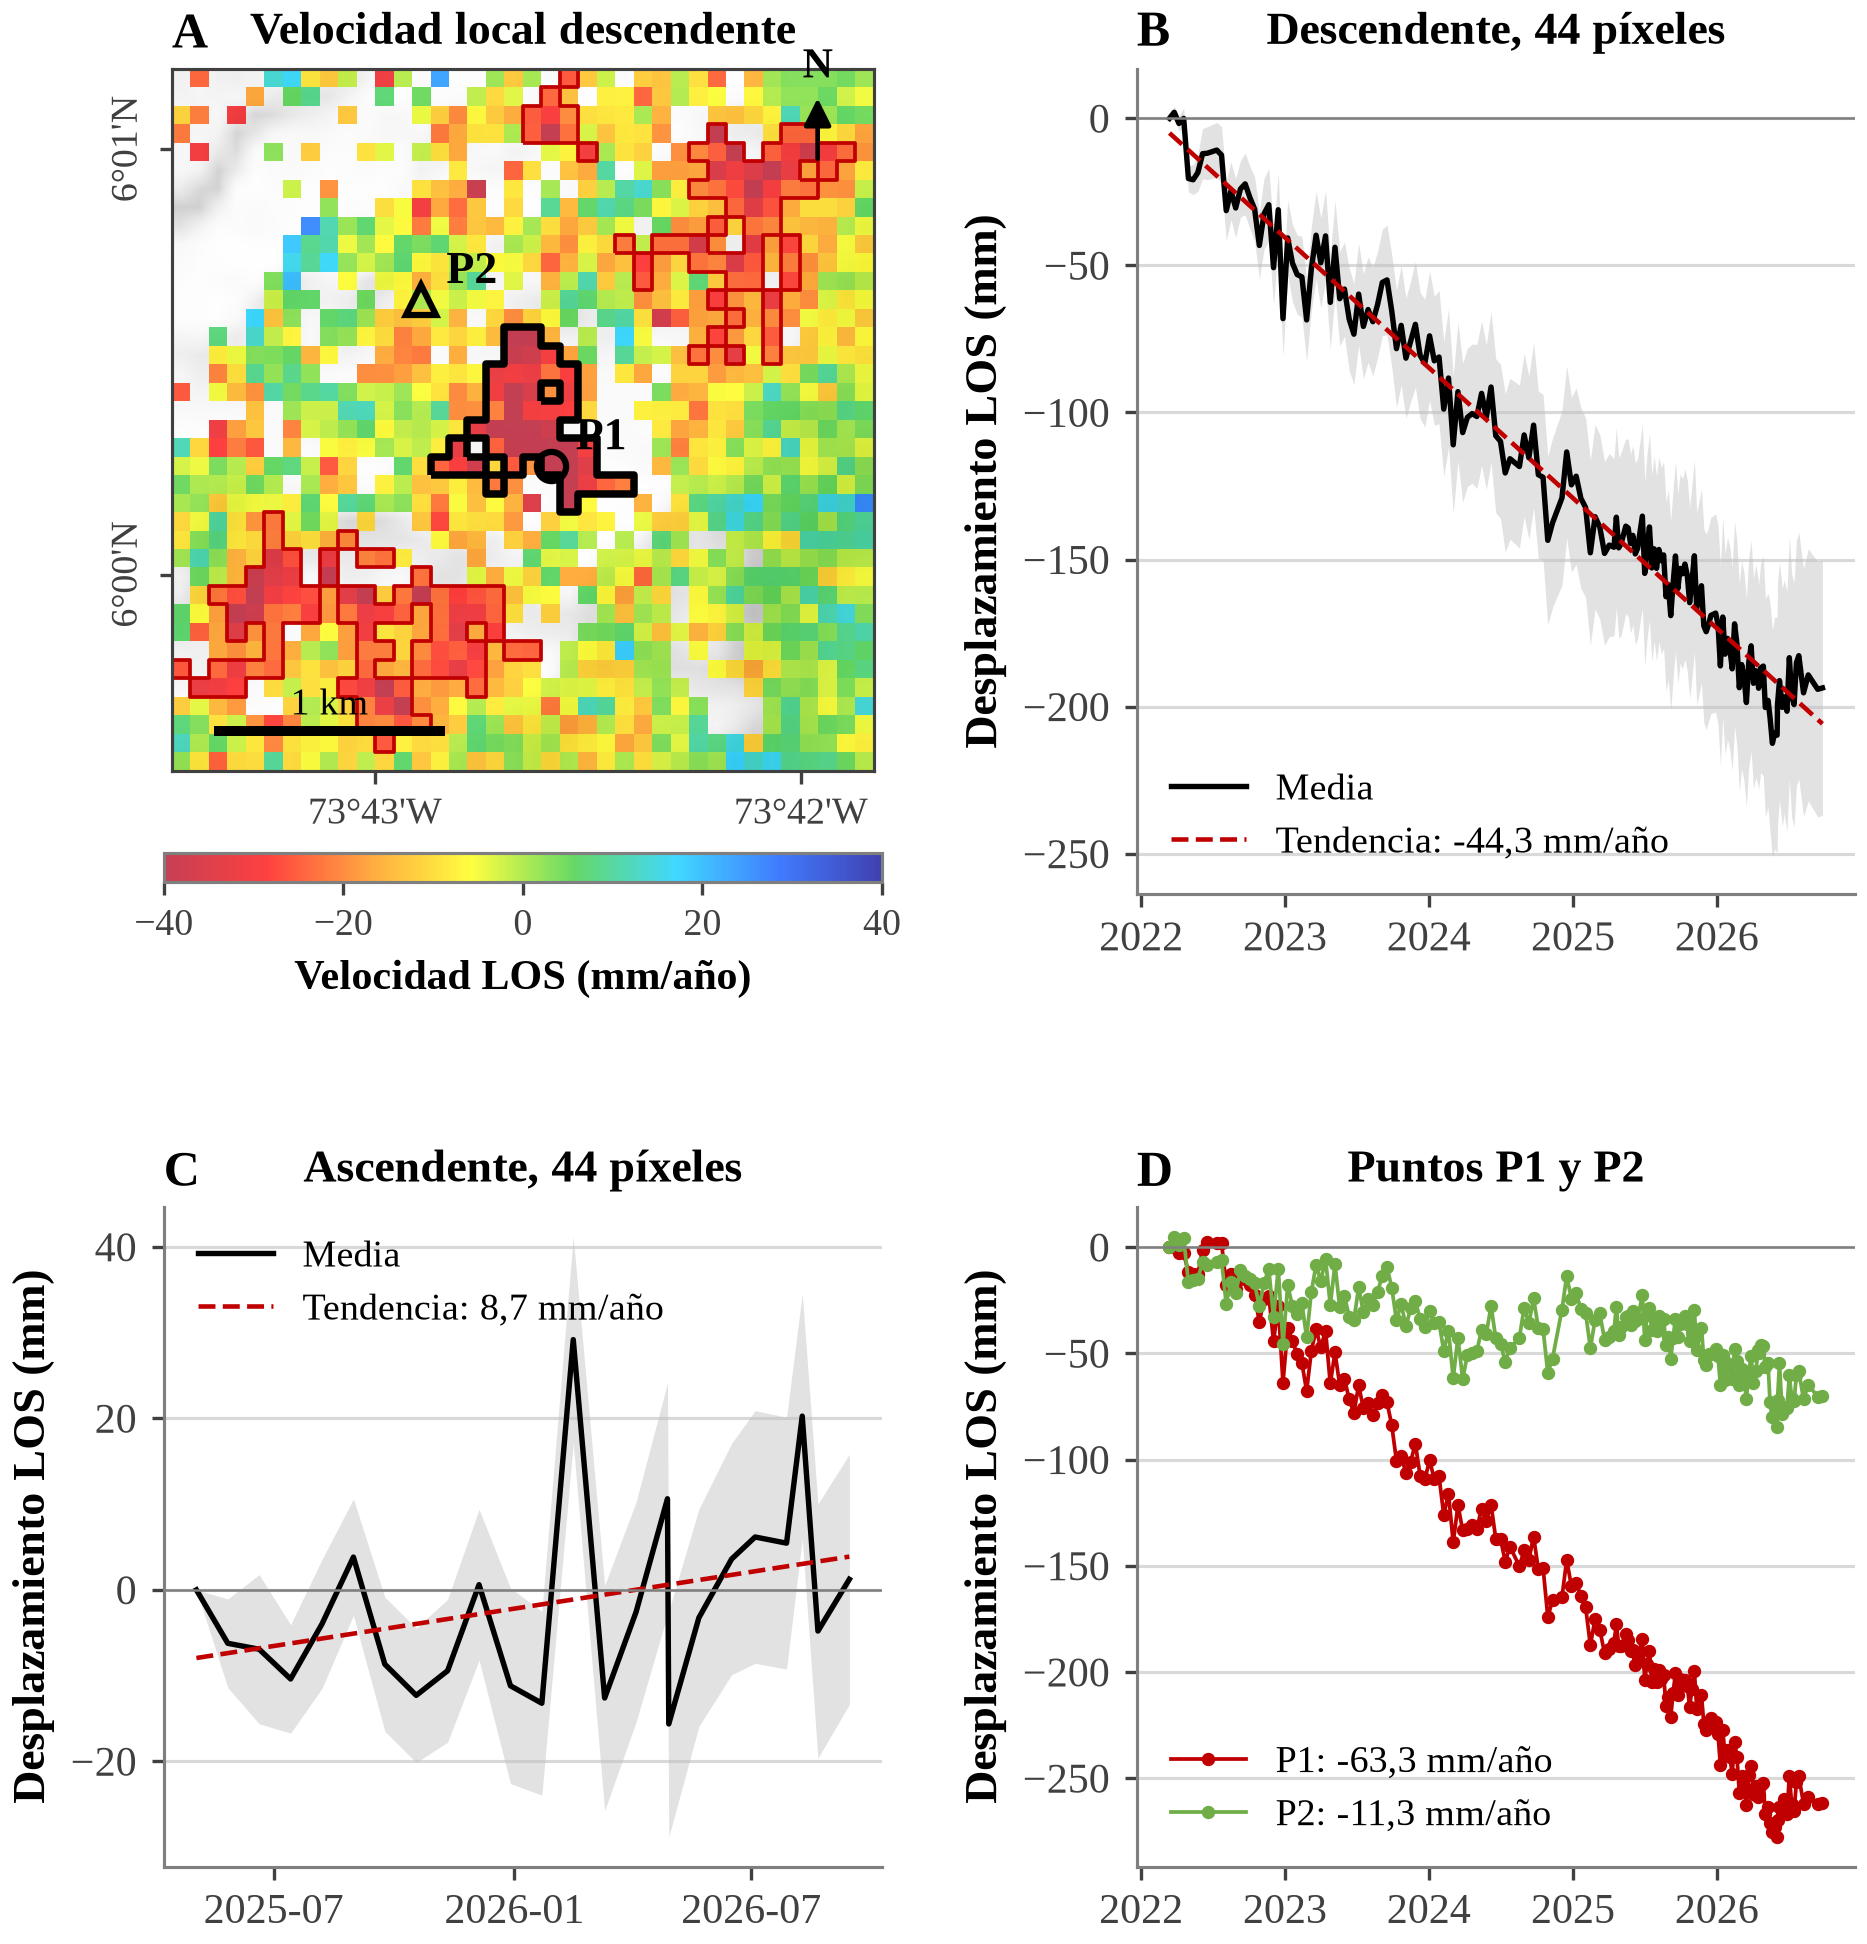 A Velocidad local descendente
N
6°01'N
6°00'N
P2
P1
1 km
73°43'W 73°42'W
−40 −20 0 20 40
Velocidad LOS (mm/año)
B Descendente, 44 píxeles
Desplazamiento LOS (mm)
0
−50
−100
−150
−200
−250
Media
Tendencia: -44,3 mm/año
2022 2023 2024 2025 2026
C Ascendente, 44 píxeles
Desplazamiento LOS (mm)
40
20
0
−20
Media
Tendencia: 8,7 mm/año
2025-07 2026-01 2026-07
D Puntos P1 y P2
Desplazamiento LOS (mm)
0
−50
−100
−150
−200
−250
P1: -63,3 mm/año
P2: -11,3 mm/año
2022 2023 2024 2025 2026